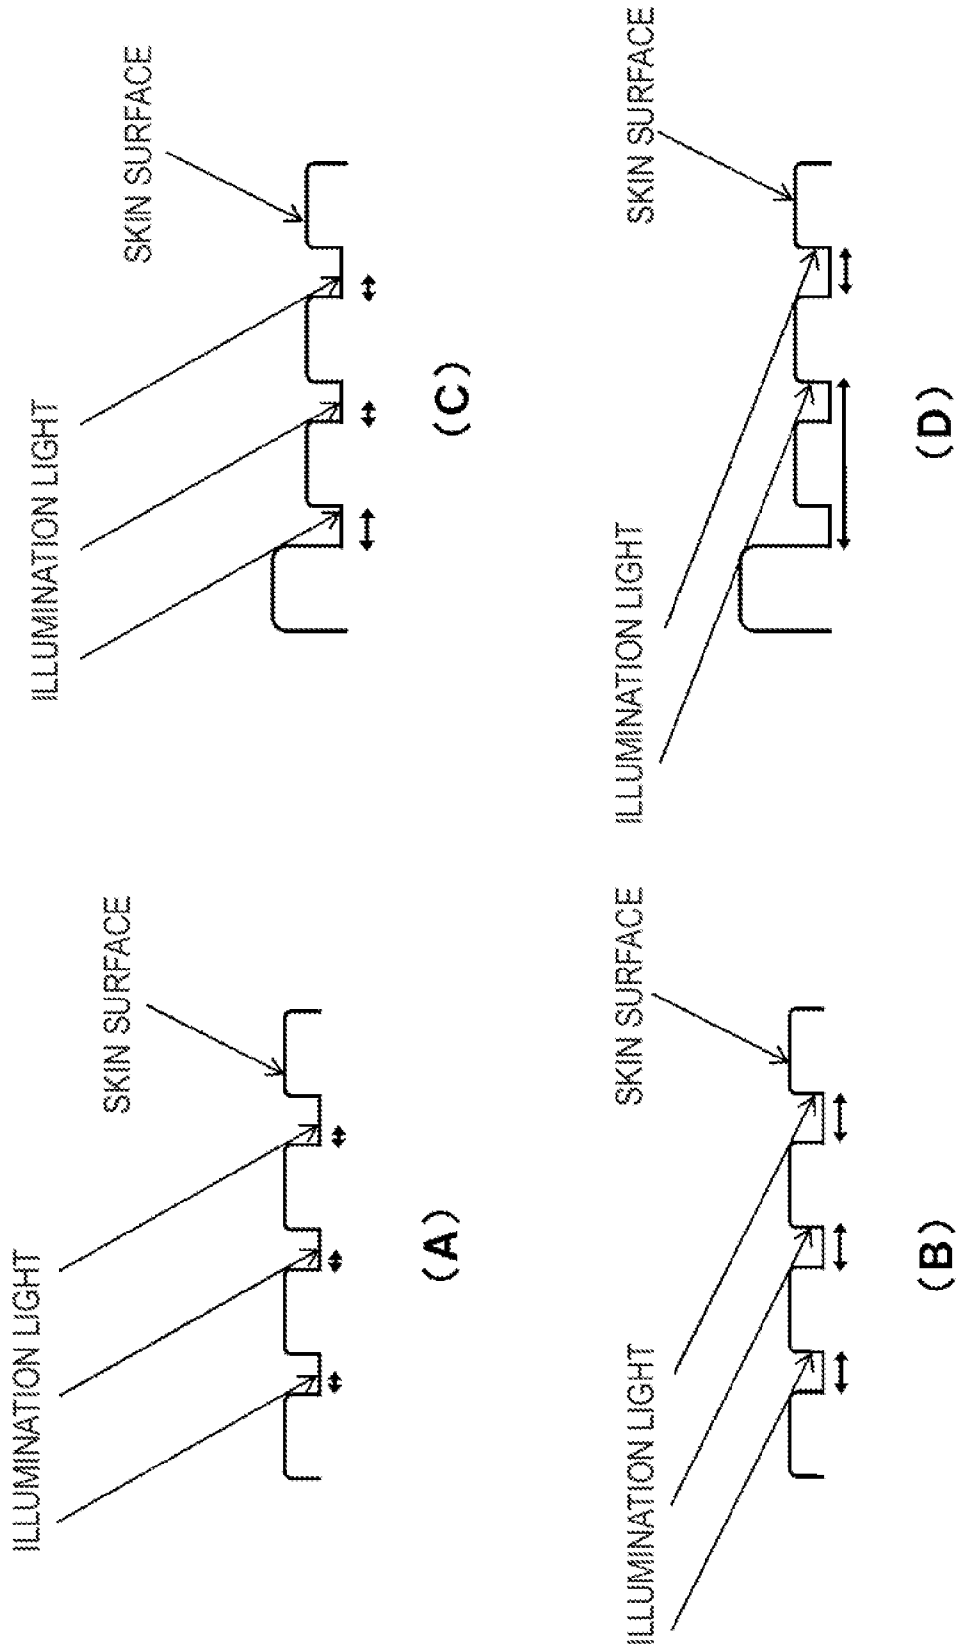 ILLUMINATION LIGHT
SKIN SURFACE
(A)
ILLUMINATION LIGHT
SKIN SURFACE
(B)
ILLUMINATION LIGHT
SKIN SURFACE
(C)
ILLUMINATION LIGHT
SKIN SURFACE
(D)